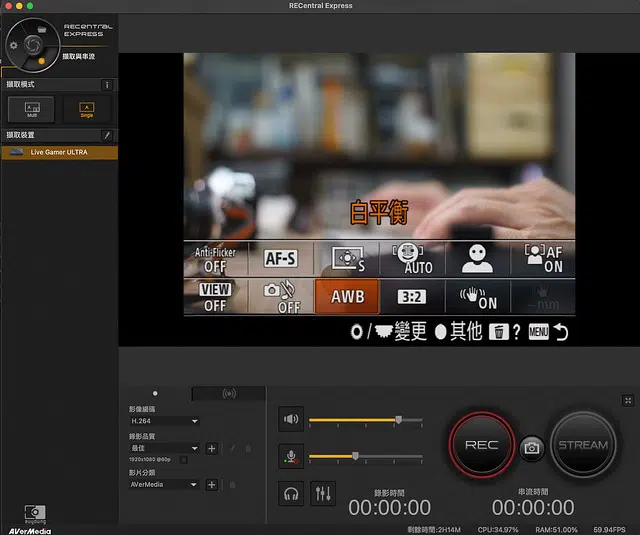 RECentral Express
RECENTRAL
EXPRESS
擷取與串流
擷取模式
Multi
Single
擷取裝置
Live Gamer ULTRA
白平衡
Anti-Flicker
OFF
AF-S
S
AUTO
AF
ON
VIEW
OFF
OFF
AWB
3:2
ON
--mm
/ 變更 其他 ? MENU
影像編碼
H.264
錄影品質
最佳
1920x1080 @60p
影片分類
AVerMedia
REC
STREAM
錄影時間
00:00:00
串流時間
00:00:00
AVerMedia
剩餘時間:2H14M
CPU:34.97%
RAM:51.00%
59.94FPS